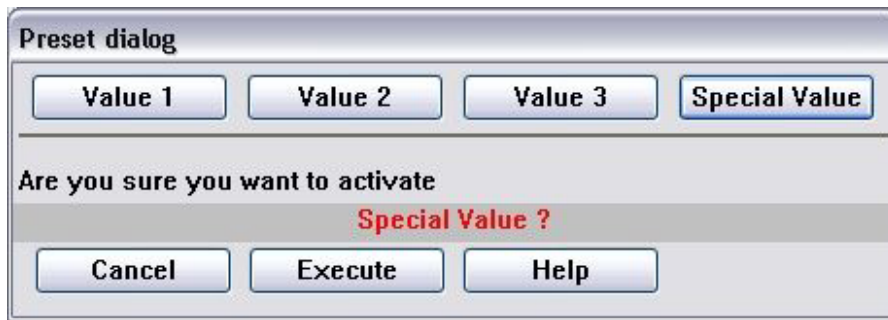 Preset dialog
Value 1 Value 2 Value 3 Special Value
Are you sure you want to activate
Special Value ?
Cancel Execute Help